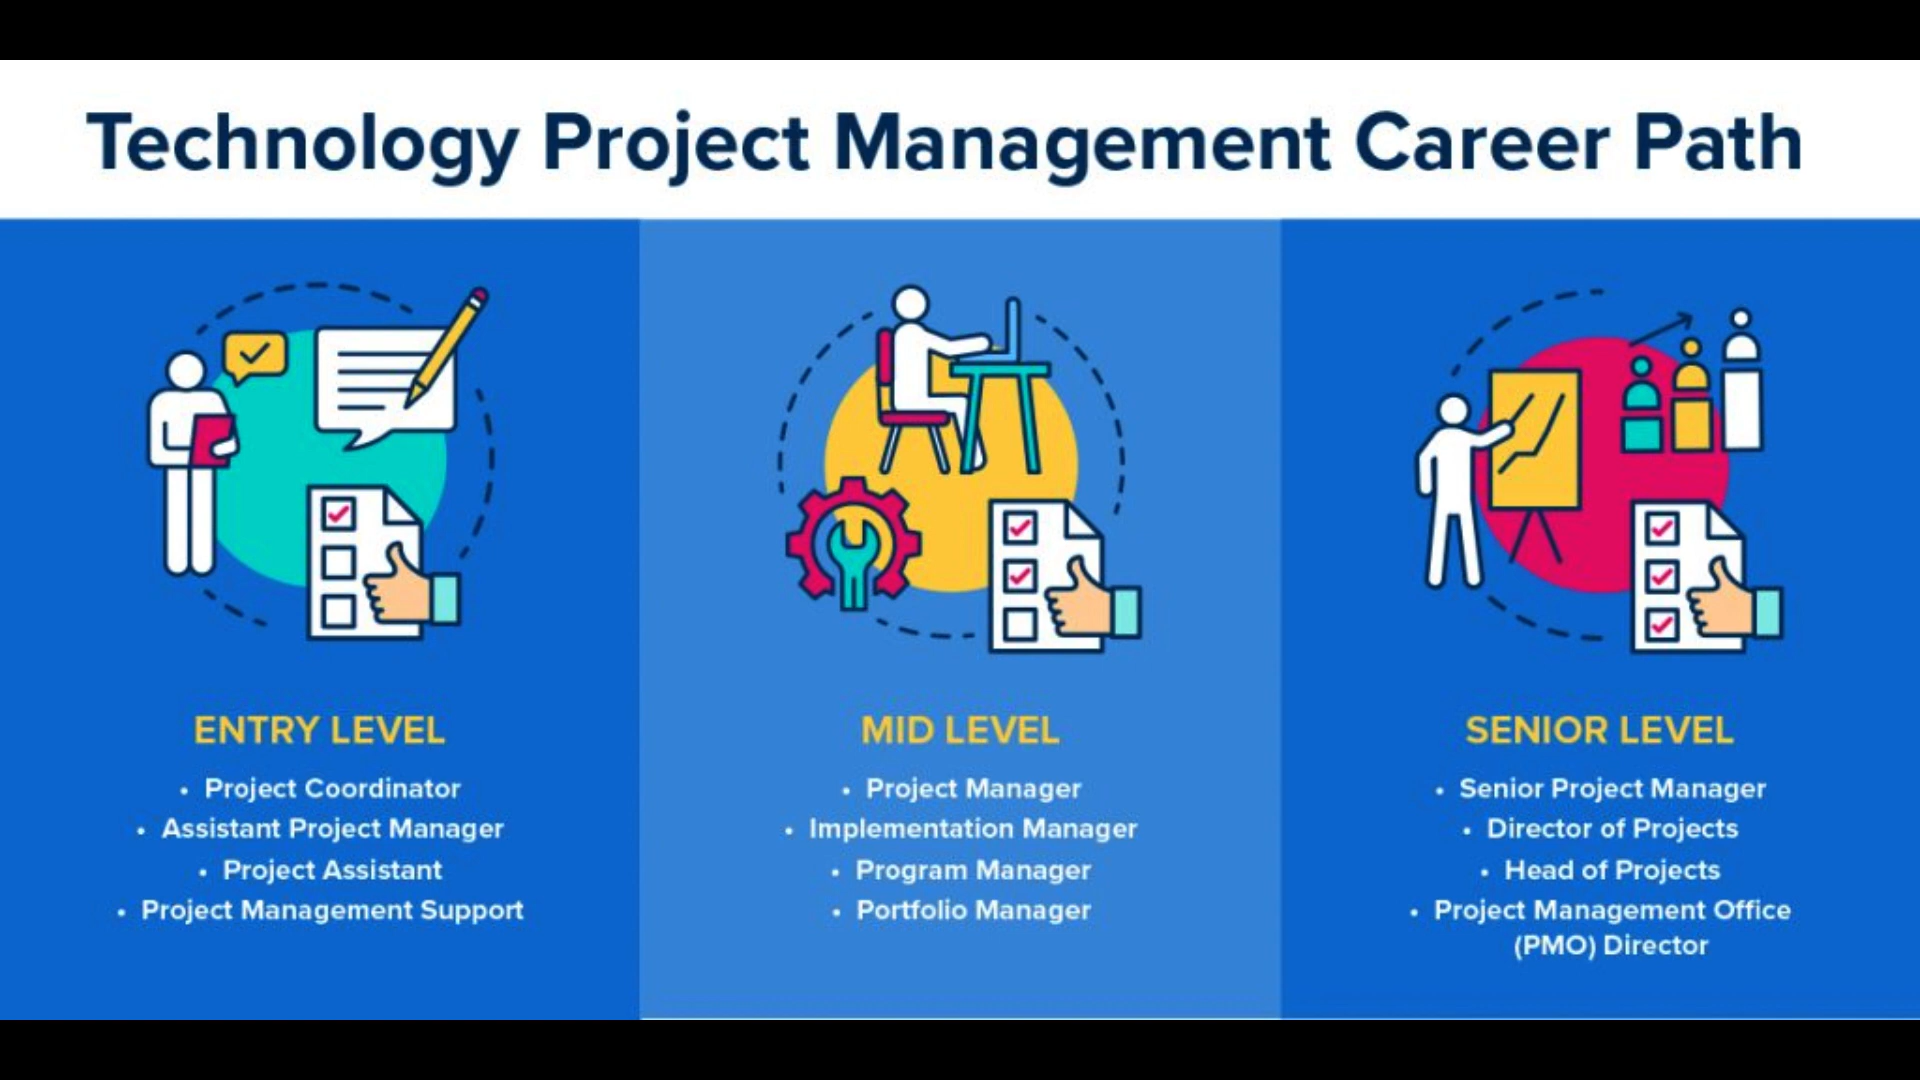 Technology Project Management Career Path
ENTRY LEVEL
• Project Coordinator
• Assistant Project Manager
• Project Assistant
• Project Management Support
MID LEVEL
• Project Manager
• Implementation Manager
• Program Manager
• Portfolio Manager
SENIOR LEVEL
• Senior Project Manager
• Director of Projects
• Head of Projects
• Project Management Office
(PMO) Director